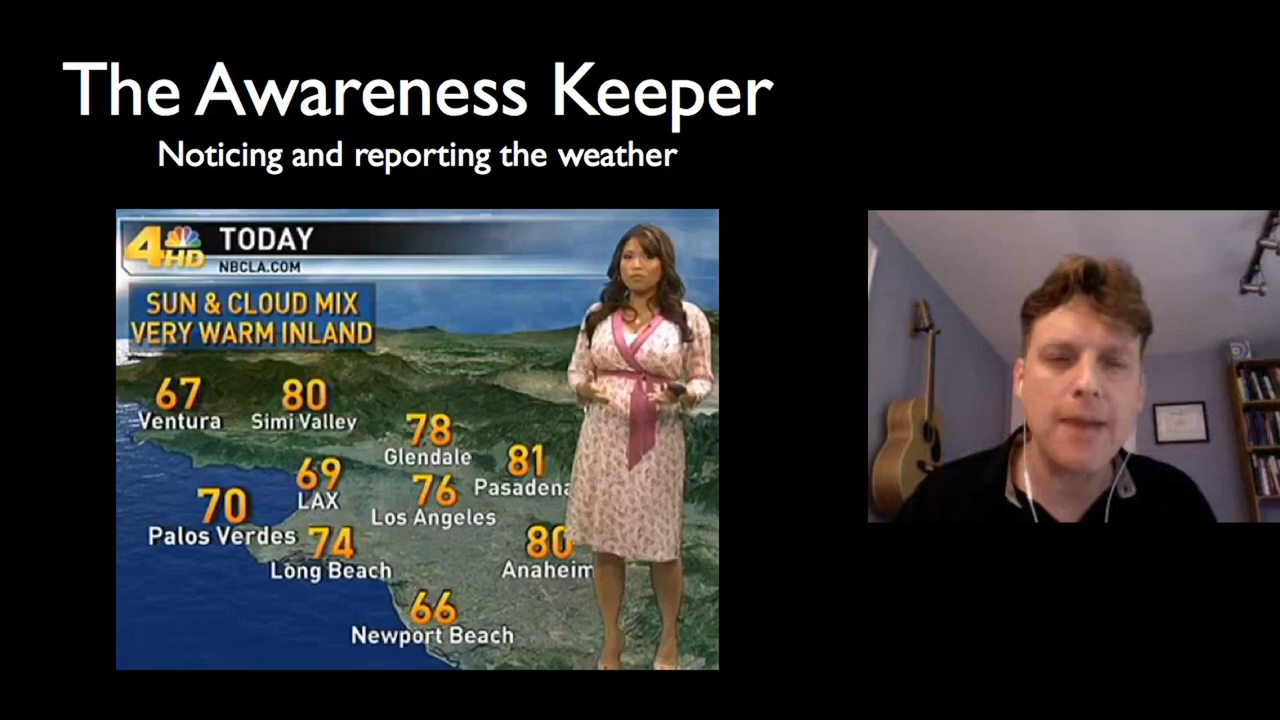 The Awareness Keeper
Noticing and reporting the weather
4 HD
TODAY
NBCLA.COM
SUN & CLOUD MIX
VERY WARM INLAND
67
Ventura
80
Simi Valley
78
Glendale
81
Pasadena
69
LAX
76
Los Angeles
70
Palos Verdes
74
Long Beach
80
Anaheim
66
Newport Beach